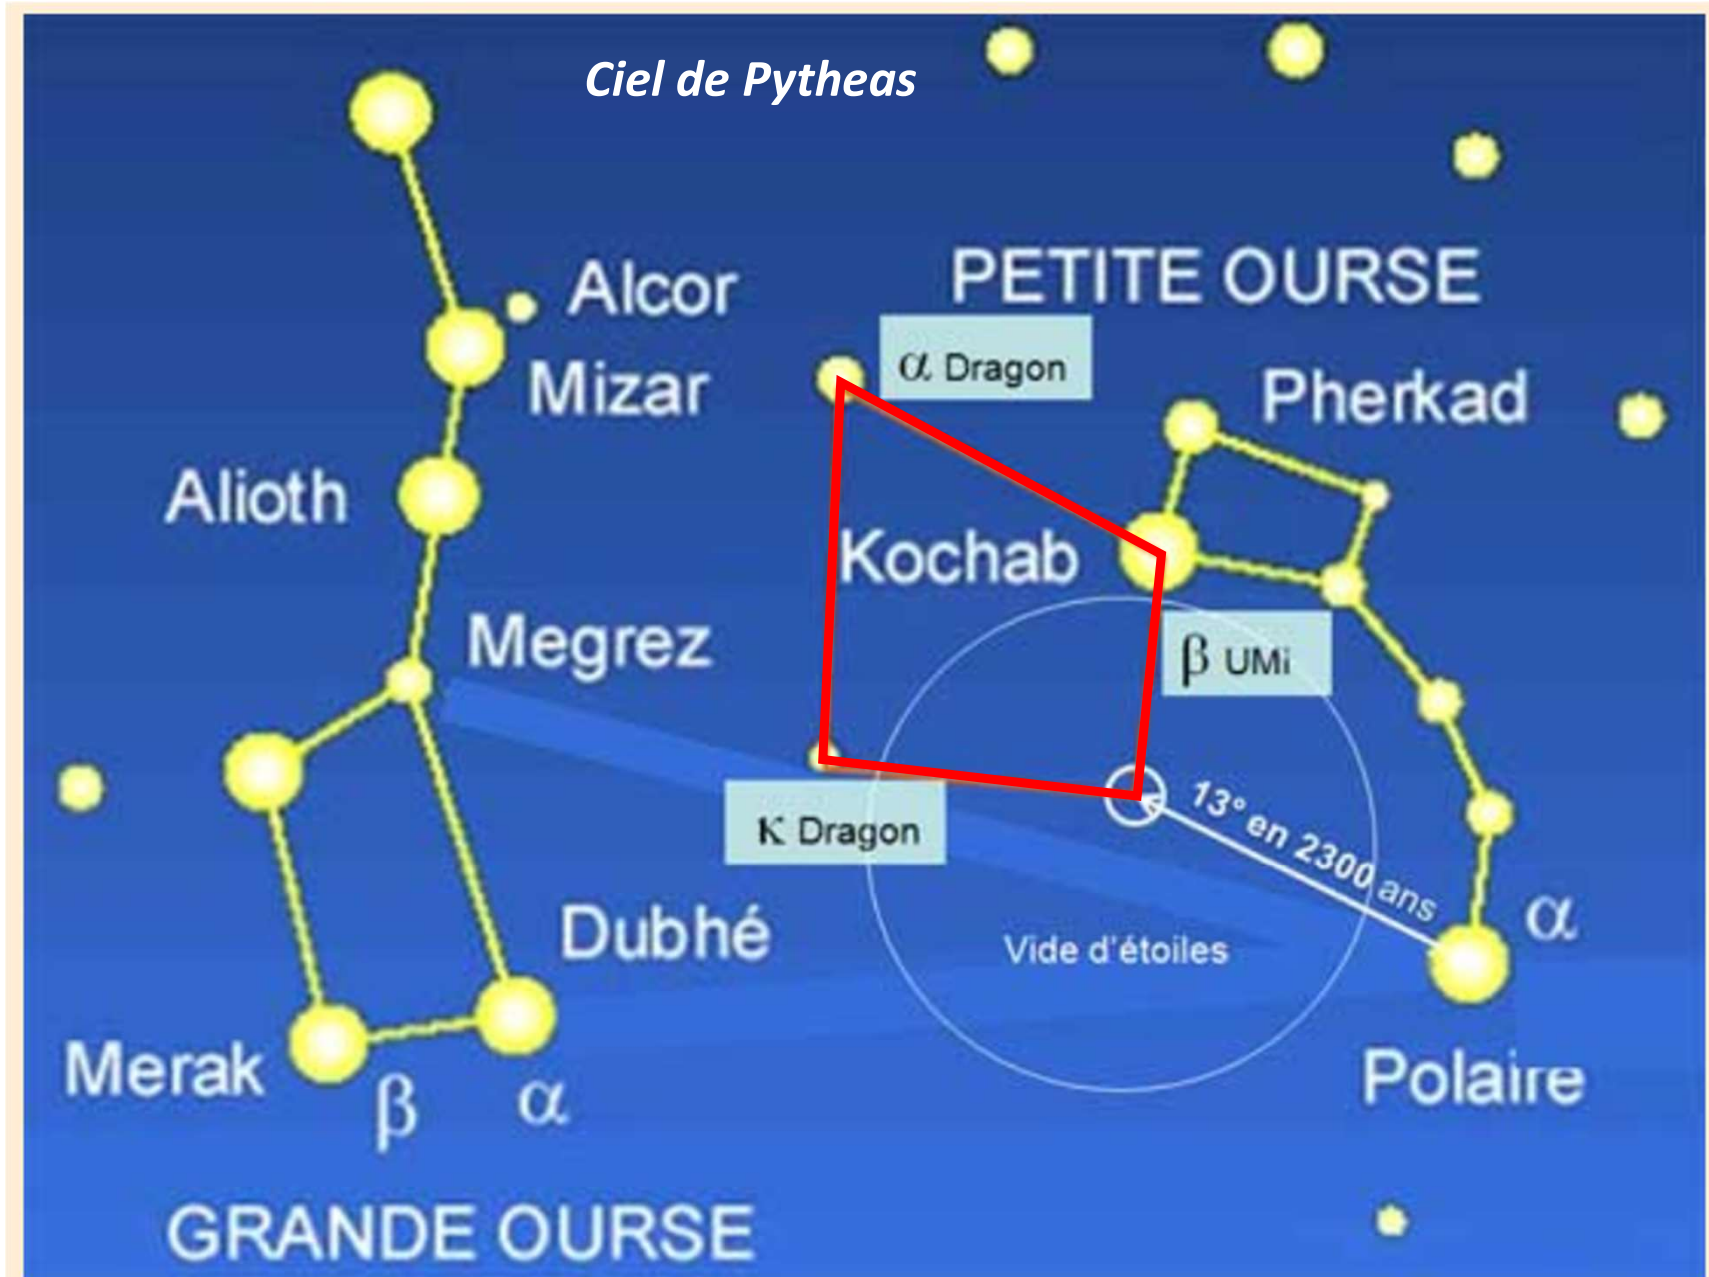 Ciel de Pytheas
Alcor
PETITE OURSE
Mizar
α Dragon
Pherkad
Alioth
Kochab
Megrez
β UMi
13° en 2300 ans
κ Dragon
Dubhé
Vide d'étoiles
α
Merak
β
α
Polaire
GRANDE OURSE